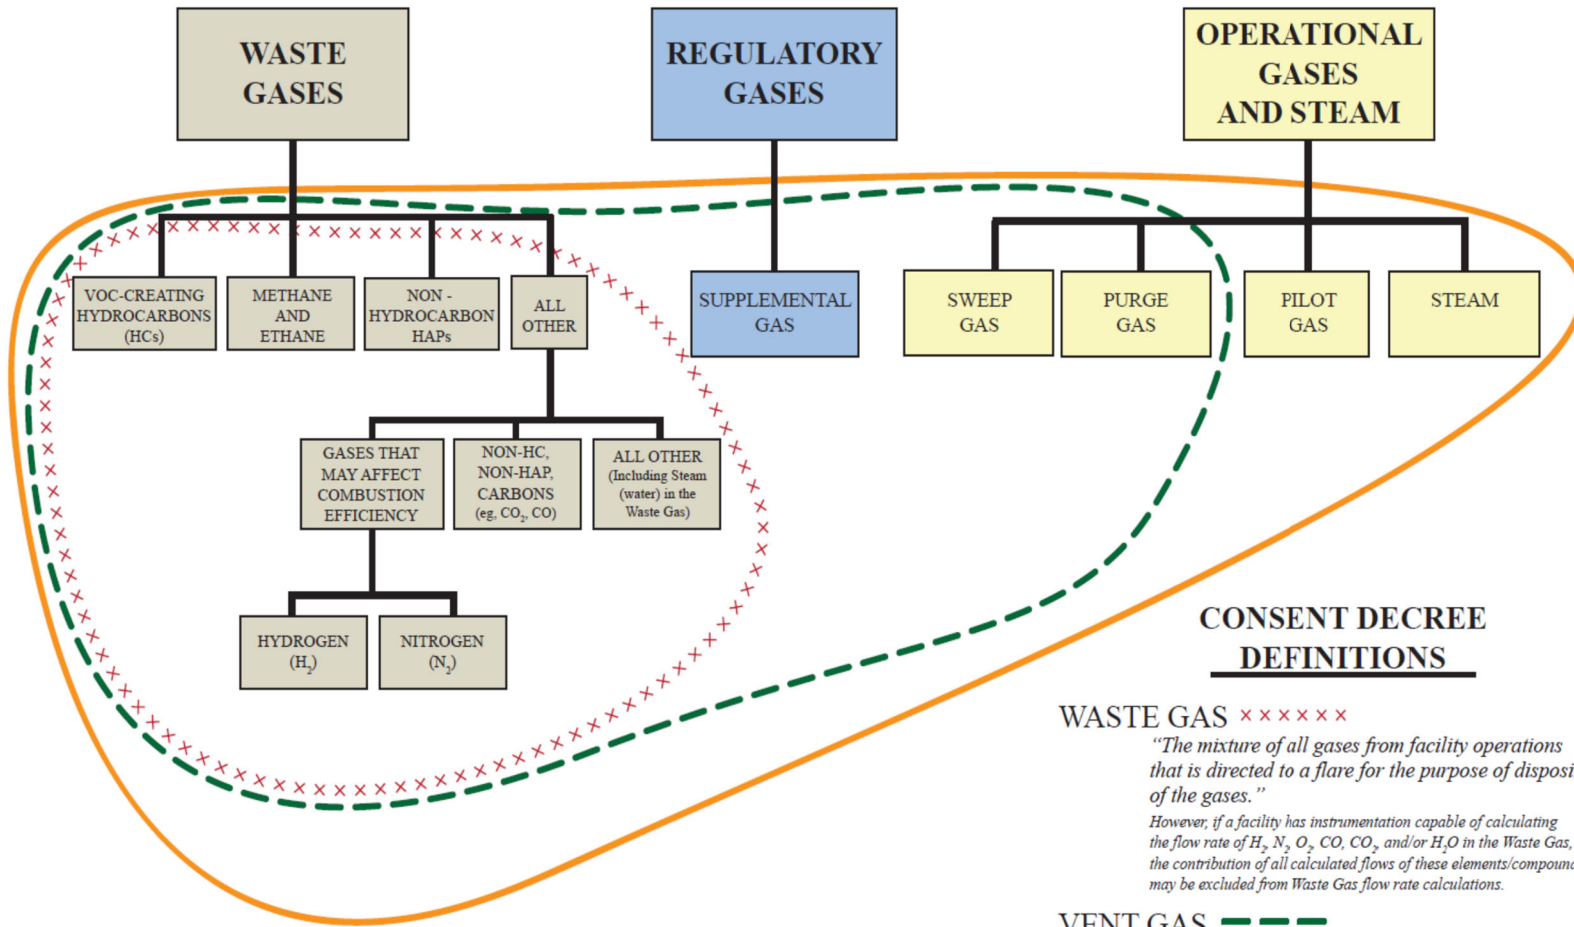 WASTE
GASES
REGULATORY
GASES
OPERATIONAL
GASES
AND STEAM
VOC-CREATING
HYDROCARBONS
(HCs)
METHANE
AND
ETHANE
NON -
HYDROCARBON
HAPs
ALL
OTHER
SUPPLEMENTAL
GAS
SWEEP
GAS
PURGE
GAS
PILOT
GAS
STEAM
GASES THAT
MAY AFFECT
COMBUSTION
EFFICIENCY
NON-HC,
NON-HAP,
CARBONS
(eg, CO₂, CO)
ALL OTHER
(Including Steam
(water) in the
Waste Gas)
HYDROGEN
(H₂)
NITROGEN
(N₂)
CONSENT DECREE
DEFINITIONS
WASTE GAS ××××××
“The mixture of all gases from facility operations
that is directed to a flare for the purpose of disposi
of the gases.”
However, if a facility has instrumentation capable of calculating
the flow rate of H₂, N₂, O₂, CO, CO₂, and/or H₂O in the Waste Gas,
the contribution of all calculated flows of these elements/compoun
may be excluded from Waste Gas flow rate calculations.
VENT GAS